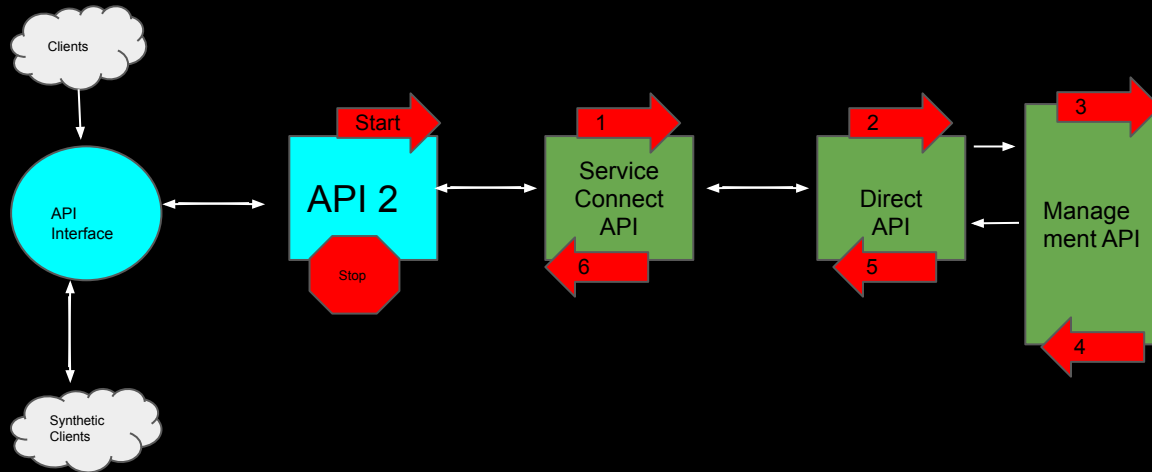 Clients
API
Interface
Synthetic
Clients
Start
API 2
Stop
1
Service
Connect
API
6
2
Direct
API
5
3
Manage
ment API
4